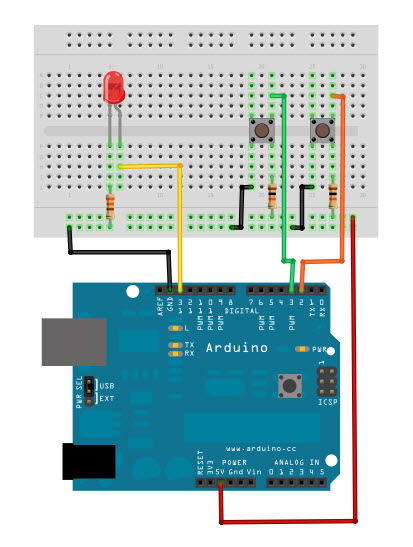 1 5 10 15 20 25 30
AREF
GND
13 12 11 10 9 8 7 6 5 4 3 2 1 0
PWM PWM PWM PWM PWM PWM
TX RX
DIGITAL
L
TX
RX
Arduino
PWR
1
ICSP
PWR SEL
USB
EXT
www.arduino.cc
POWER ANALOG IN
RESET 3V3 5V Gnd Vin 0 1 2 3 4 5